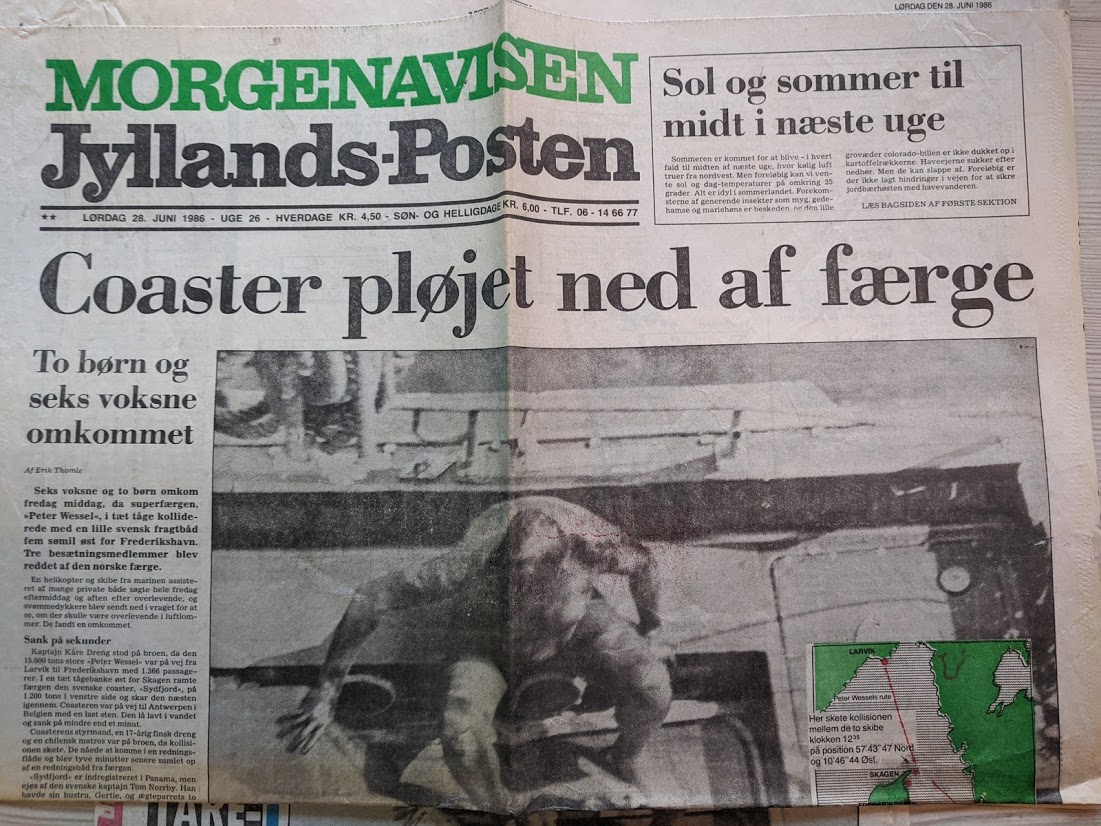 LØRDAG DEN 28. JUNI 1986
MORGENAVISEN
Jyllands-Posten
★★ LØRDAG 28. JUNI 1986 - UGE 26 - HVERDAGE KR. 4,50 - SØN- OG HELLIGDAGE KR. 6,00 - TLF. 06 - 14 66 77
Sol og sommer til
midt i næste uge
Sommeren er kommet for at blive – i hvert
fald til midten af næste uge, hvor kølig luft
truer fra nordvest. Men foreløbig kan vi ven-
te sol og dag-temperaturer på omkring 25
grader. Alt er idyl i sommerlandet. Forekom-
sterne af generende insekter som myg, gede-
hamse og mariehøns er beskeden, og den lille
grovæder colorado-billen er ikke dukket op i
kartoffelrækkerne. Haveejerne sukker efter
nedbør. Men de kan slappe af. Foreløbig er
der ikke lagt hindringer i vejen for at sikre
jordbærhøsten med havevanderen.
LÆS BAGSIDEN AF FØRSTE SEKTION
Coaster pløjet ned af færge
To børn og
seks voksne
omkommet
Af Erik Thomle
Seks voksne og to børn omkom
fredag middag, da superfærgen,
»Peter Wessel«, i tæt tåge kollide-
rede med en lille svensk fragtbåd
fem sømil øst for Frederikshavn.
Tre besætningsmedlemmer blev
reddet af den norske færge.
En helikopter og skibe fra marinen assiste-
ret af mange private både søgte hele fredag
eftermiddag og aften efter overlevende, og
svømmedykkere blev sendt ned i vraget for at
se, om der skulle være overlevende i luftlom-
mer. De fandt en omkommet.
Sank på sekunder
Kaptajn Kåre Dreng stod på broen, da den
15.000 tons store »Peter Wessel« var på vej fra
Larvik til Frederikshavn med 1.366 passage-
rer. I en tæt tågebanke øst for Skagen ramte
færgen den svenske coaster, »Sydfjord«, på
1.200 tons i venstre side og skar den næsten
igennem. Coasteren var på vej til Antwerpen i
Belgien med en last sten. Den lå lavt i vandet
og sank på mindre end et minut.
Coasterens styrmand, en 17-årig finsk dreng
og en chilensk matros var på broen, da kollisi-
onen skete. De nåede at komme i en rednings-
flåde og blev tyve minutter senere samlet op
af en redningsbåd fra færgen.
»Sydfjord« er indregistreret i Panama, men
ejes af den svenske kaptajn Tom Norrby. Han
havde sin hustru, Gertie, og ægteparrets to
LARVIK
Peter Wessels rute
Her skete kollisionen
mellem de to skibe
klokken 12³⁵
på position 57°43"47 Nord
og 10°46"44 Øst.
SKAGEN